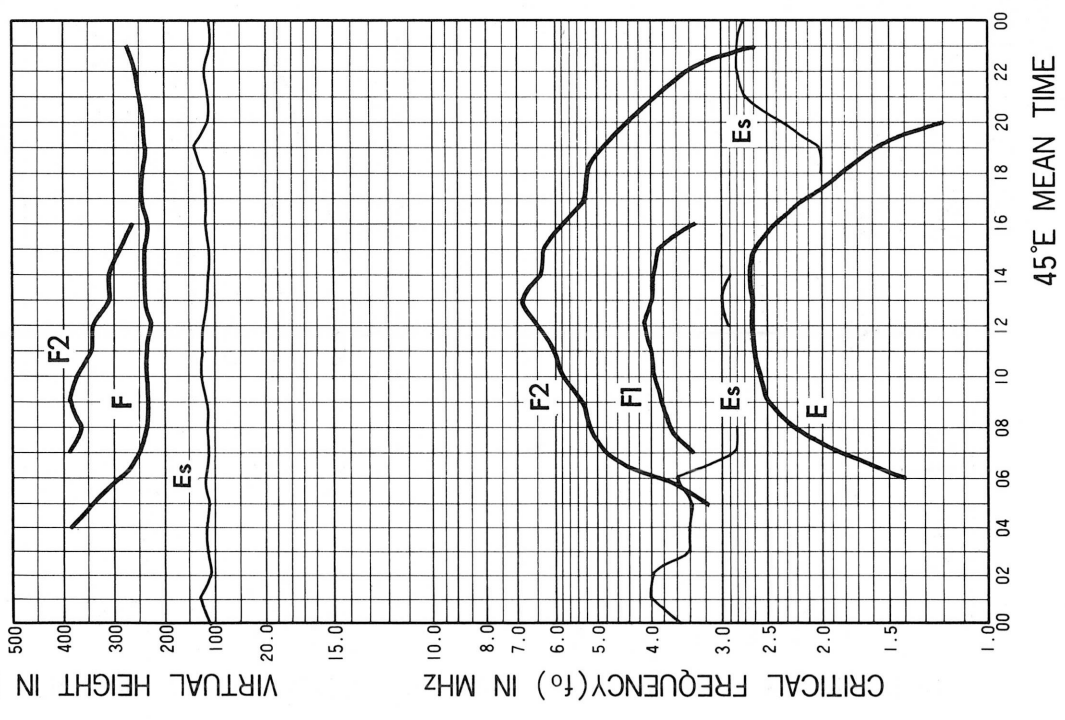 VIRTUAL HEIGHT IN
CRITICAL FREQUENCY (fo) IN MHz
500
400
300
200
100
20.0
15.0
10.0
8.0
7.0
6.0
5.0
4.0
3.0
2.5
2.0
1.5
1.0
F2
F
Es
F2
F1
Es
E
Es
00 02 04 06 08 10 12 14 16 18 20 22 00
45°E MEAN TIME